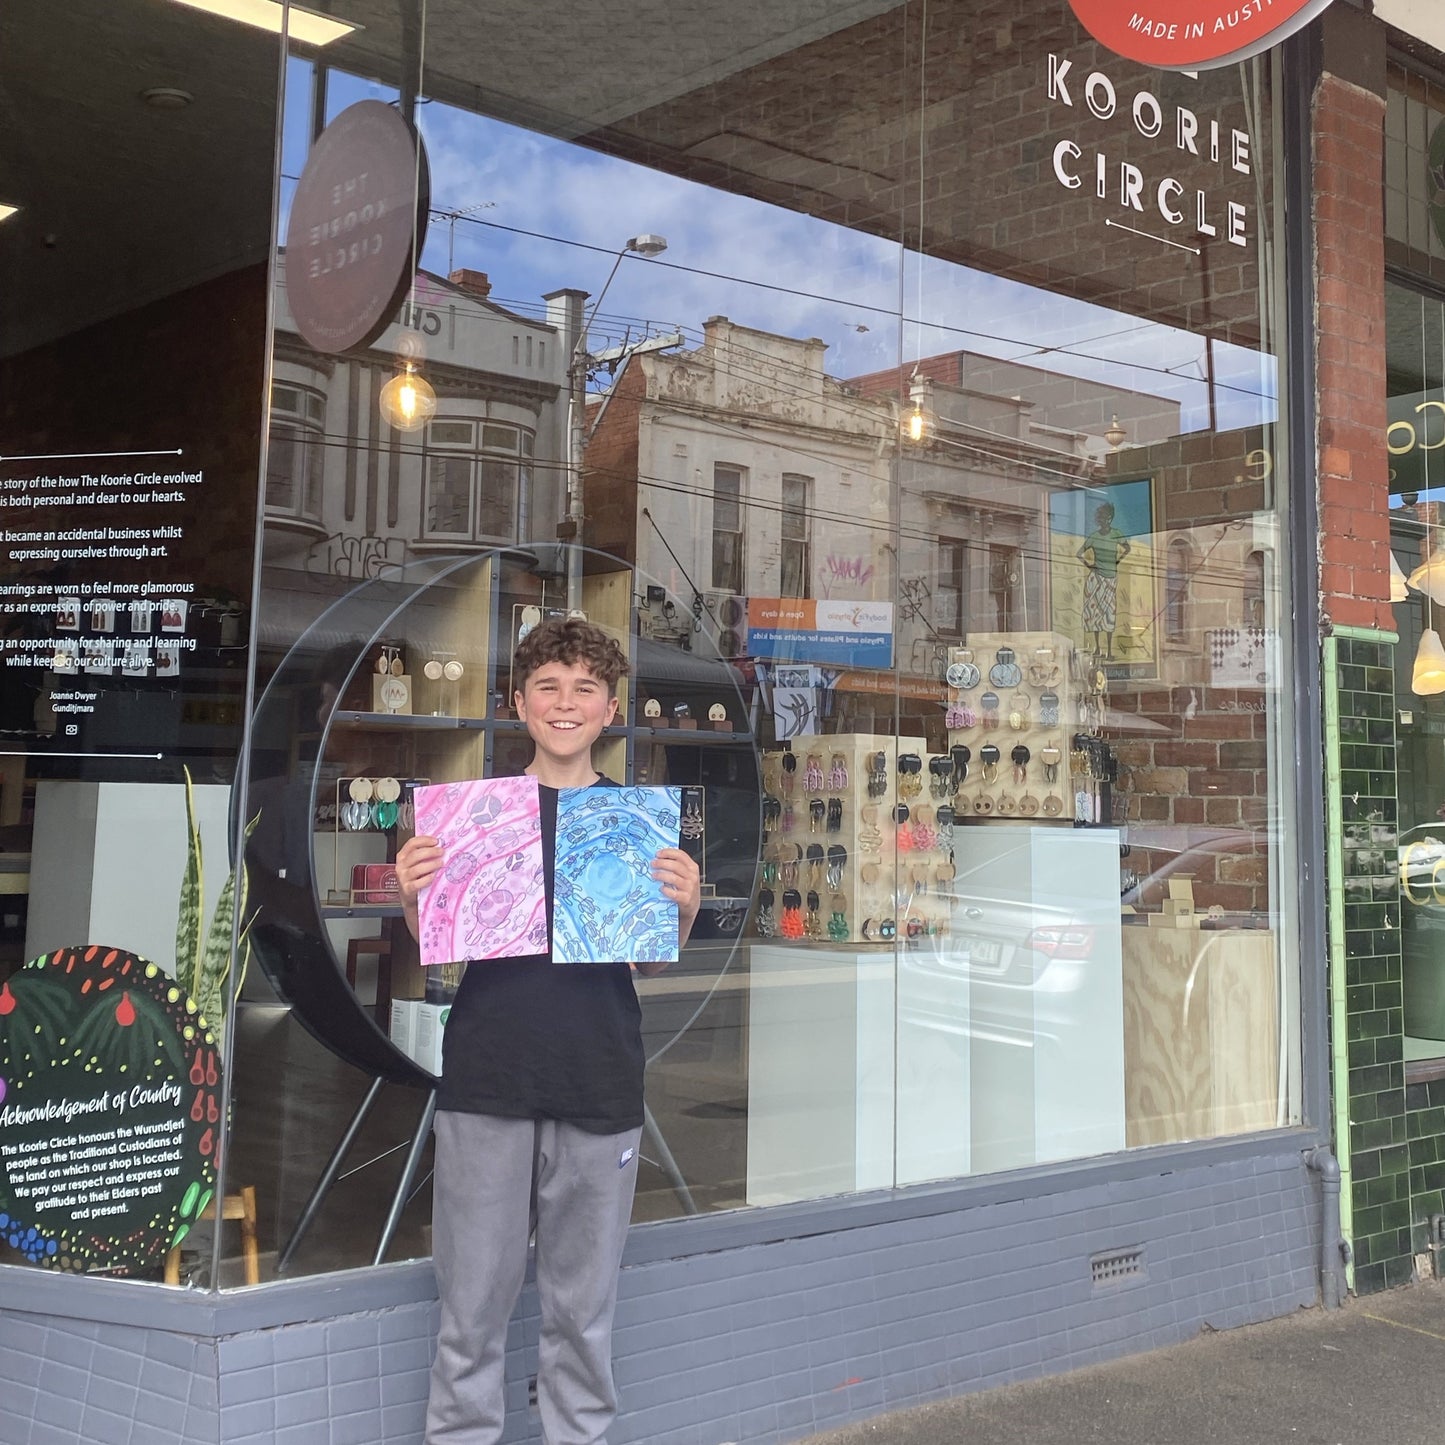 MADE IN AUST
KOORIE
CIRCLE
THE
KOORIE
CIRCLE
story of the how The Koorie Circle evolved
is both personal and dear to our hearts.
became an accidental business whilst
expressing ourselves through art.
earrings are worn to feel more glamorous
as an expression of power and pride.
an opportunity for sharing and learning
while keeping our culture alive.
Joanne Dwyer
Gunditjmara
Open 6 days
bodyfit physio
Physio and Pilates for adults and kids
Acknowledgement of Country
The Koorie Circle honours the Wurundjeri
people as the Traditional Custodians of
the land on which our shop is located.
We pay our respect and express our
gratitude to their Elders past
and present.